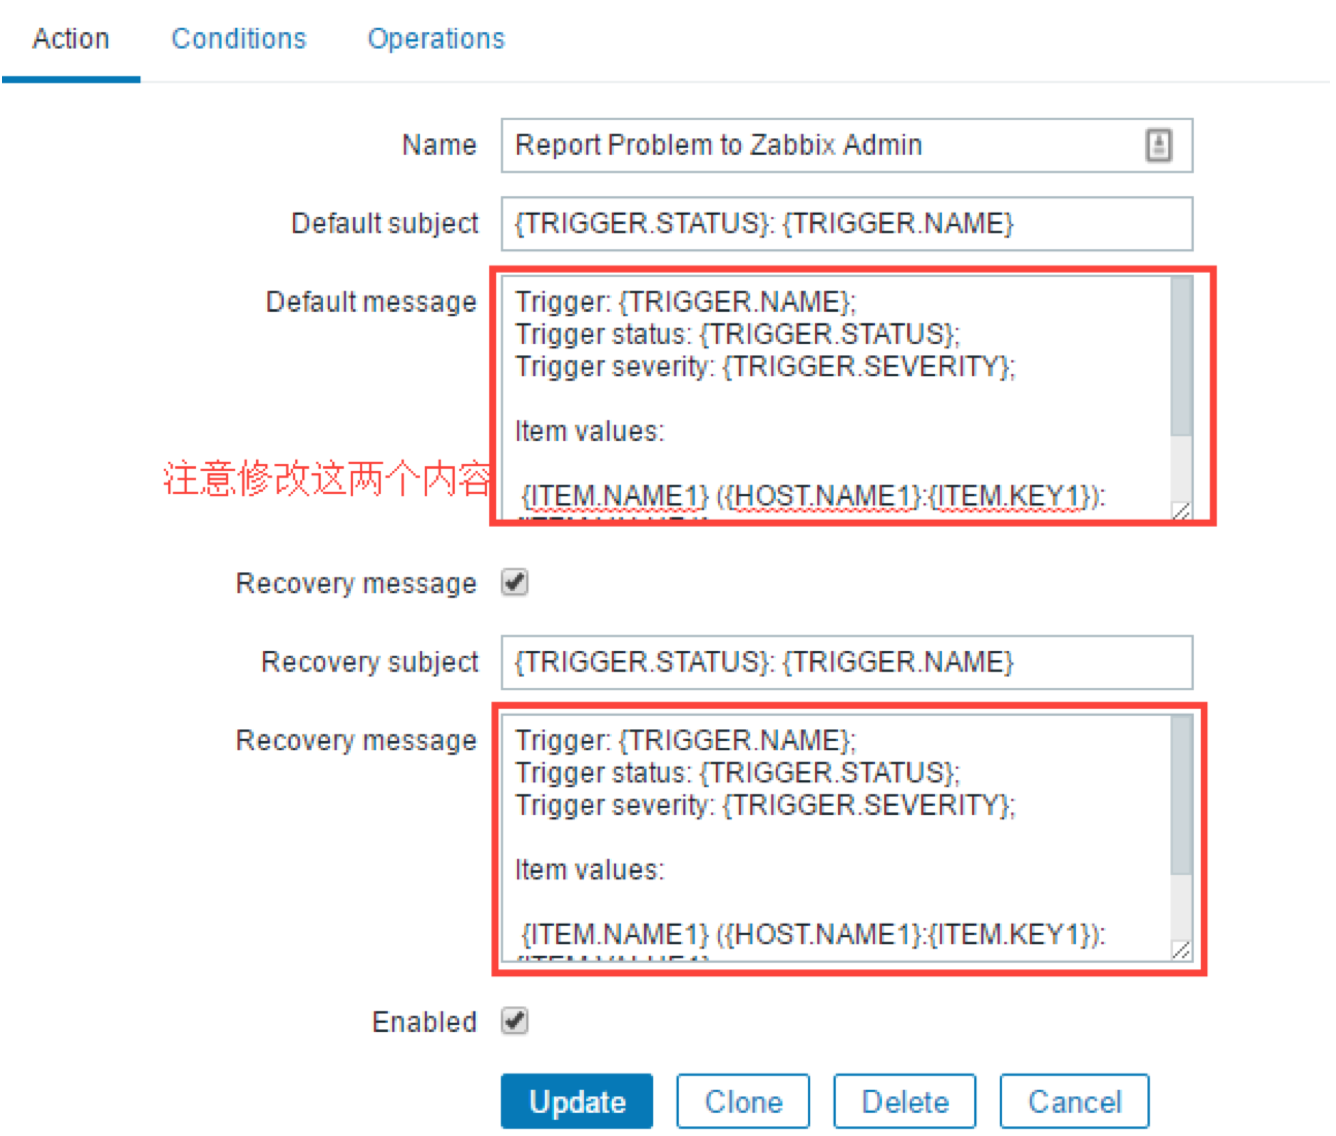 Action Conditions Operations
Name Report Problem to Zabbix Admin
Default subject {TRIGGER.STATUS}: {TRIGGER.NAME}
Default message Trigger: {TRIGGER.NAME};
Trigger status: {TRIGGER.STATUS};
Trigger severity: {TRIGGER.SEVERITY};
Item values:
注意修改这两个内容
{ITEM.NAME1} ({HOST.NAME1}:{ITEM.KEY1}):
Recovery message
Recovery subject {TRIGGER.STATUS}: {TRIGGER.NAME}
Recovery message Trigger: {TRIGGER.NAME};
Trigger status: {TRIGGER.STATUS};
Trigger severity: {TRIGGER.SEVERITY};
Item values:
{ITEM.NAME1} ({HOST.NAME1}:{ITEM.KEY1}):
Enabled
Update Clone Delete Cancel